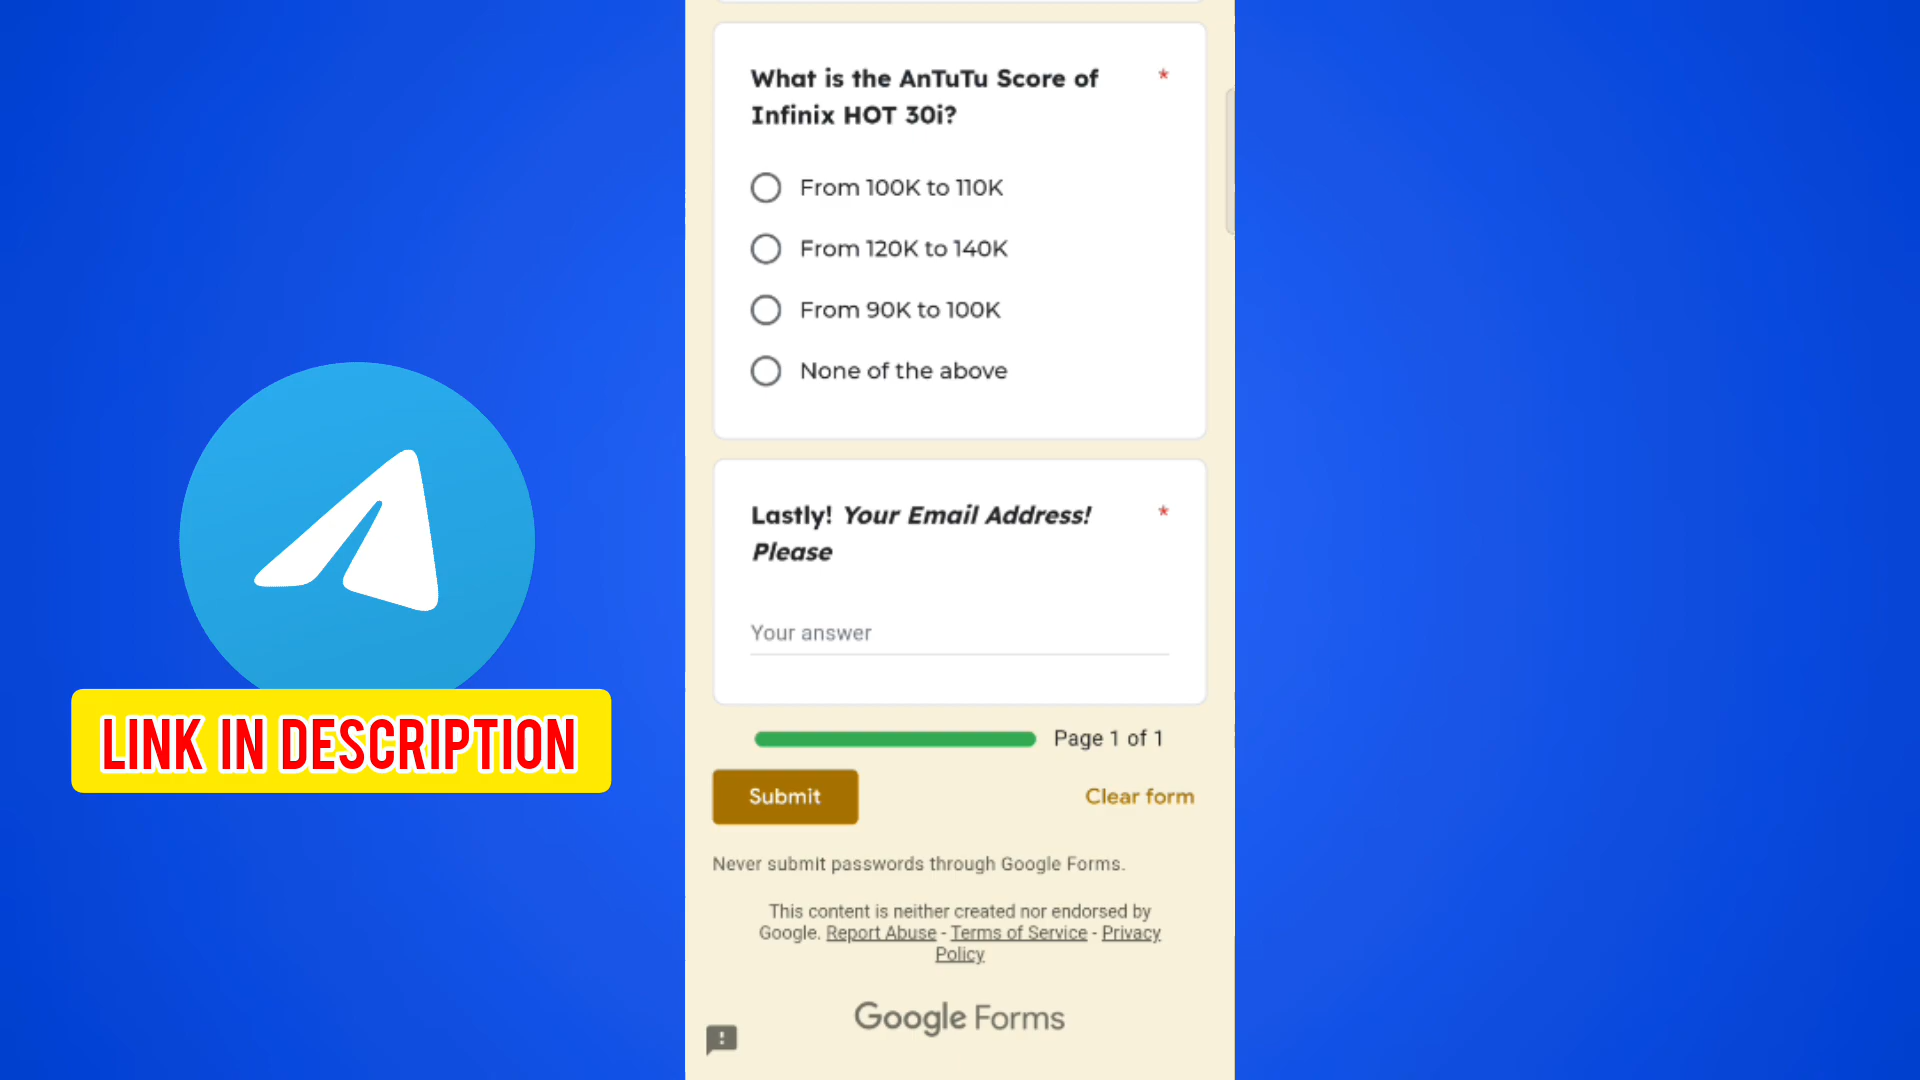 What is the AnTuTu Score of *
Infinix HOT 30i?
From 100K to 110K
From 120K to 140K
From 90K to 100K
None of the above
Lastly! Your Email Address! *
Please
Your answer
LINK IN DESCRIPTION
Page 1 of 1
Submit
Clear form
Never submit passwords through Google Forms.
This content is neither created nor endorsed by
Google. Report Abuse - Terms of Service - Privacy
Policy
Google Forms